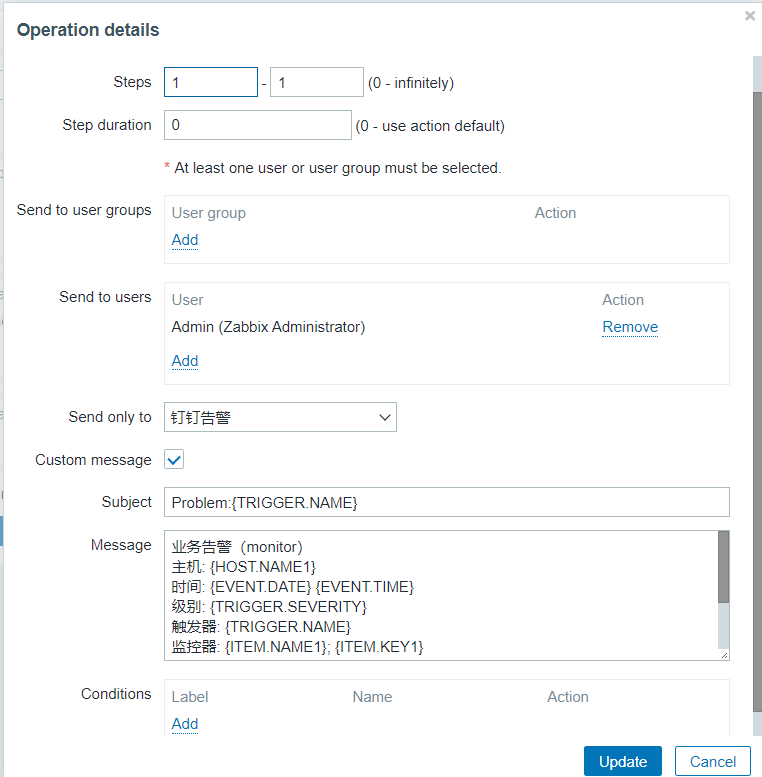 Operation details
Steps 1 - 1 (0 - infinitely)
Step duration 0 (0 - use action default)
* At least one user or user group must be selected.
Send to user groups User group Action
Add
Send to users User Action
Admin (Zabbix Administrator) Remove
Add
Send only to 钉钉告警
Custom message
Subject Problem:{TRIGGER.NAME}
Message 业务告警（monitor）
主机: {HOST.NAME1}
时间: {EVENT.DATE} {EVENT.TIME}
级别: {TRIGGER.SEVERITY}
触发器: {TRIGGER.NAME}
监控器: {ITEM.NAME1}; {ITEM.KEY1}
Conditions Label Name Action
Add
Update Cancel